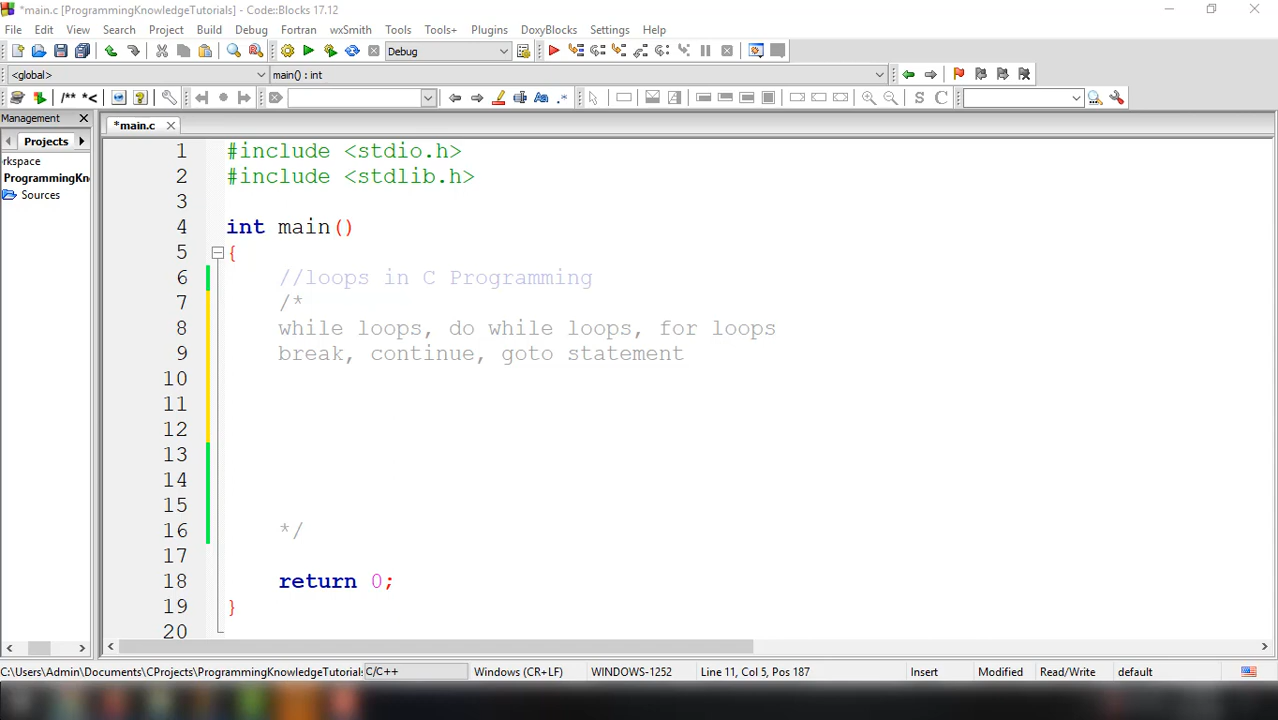 *main.c [ProgrammingKnowledgeTutorials] - Code::Blocks 17.12
File Edit View Search Project Build Debug Fortran wxSmith Tools Tools+ Plugins DoxyBlocks Settings Help
Debug
<global> main() : int
/** *< S C
Management
*main.c
Projects
rkspace
ProgrammingKn
Sources
1 #include <stdio.h>
2 #include <stdlib.h>
3
4 int main()
5 {
6 //loops in C Programming
7 /*
8 while loops, do while loops, for loops
9 break, continue, goto statement
10
11
12
13
14
15
16 */
17
18 return 0;
19 }
20
C:\Users\Admin\Documents\CProjects\ProgrammingKnowledgeTutorials C/C++ Windows (CR+LF) WINDOWS-1252 Line 11, Col 5, Pos 187 Insert Modified Read/Write default